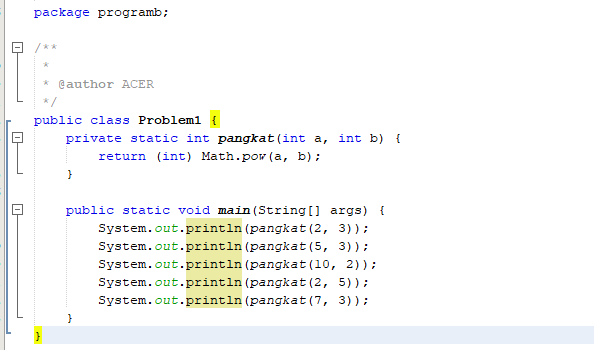 package programb;
/**
*
* @author ACER
*/
public class Problem1 {
private static int pangkat(int a, int b) {
return (int) Math.pow(a, b);
}
public static void main(String[] args) {
System.out.println(pangkat(2, 3));
System.out.println(pangkat(5, 3));
System.out.println(pangkat(10, 2));
System.out.println(pangkat(2, 5));
System.out.println(pangkat(7, 3));
}
}